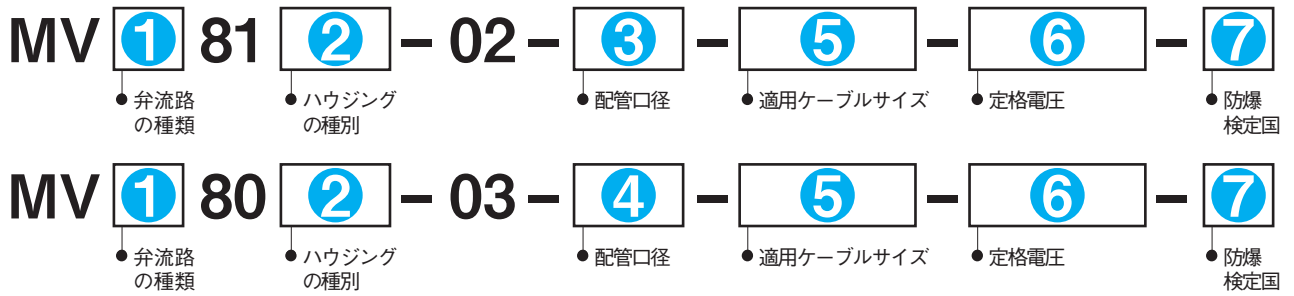 MV 1 81 2 - 02 - 3 - 5 - 6 - 7
● 弁流路
の種類
● ハウジング
の種別
● 配管口径
● 適用ケーブルサイズ
● 定格電圧
● 防爆
検定国
MV 1 80 2 - 03 - 4 - 5 - 6 - 7
● 弁流路
の種類
● ハウジング
の種別
● 配管口径
● 適用ケーブルサイズ
● 定格電圧
● 防爆
検定国